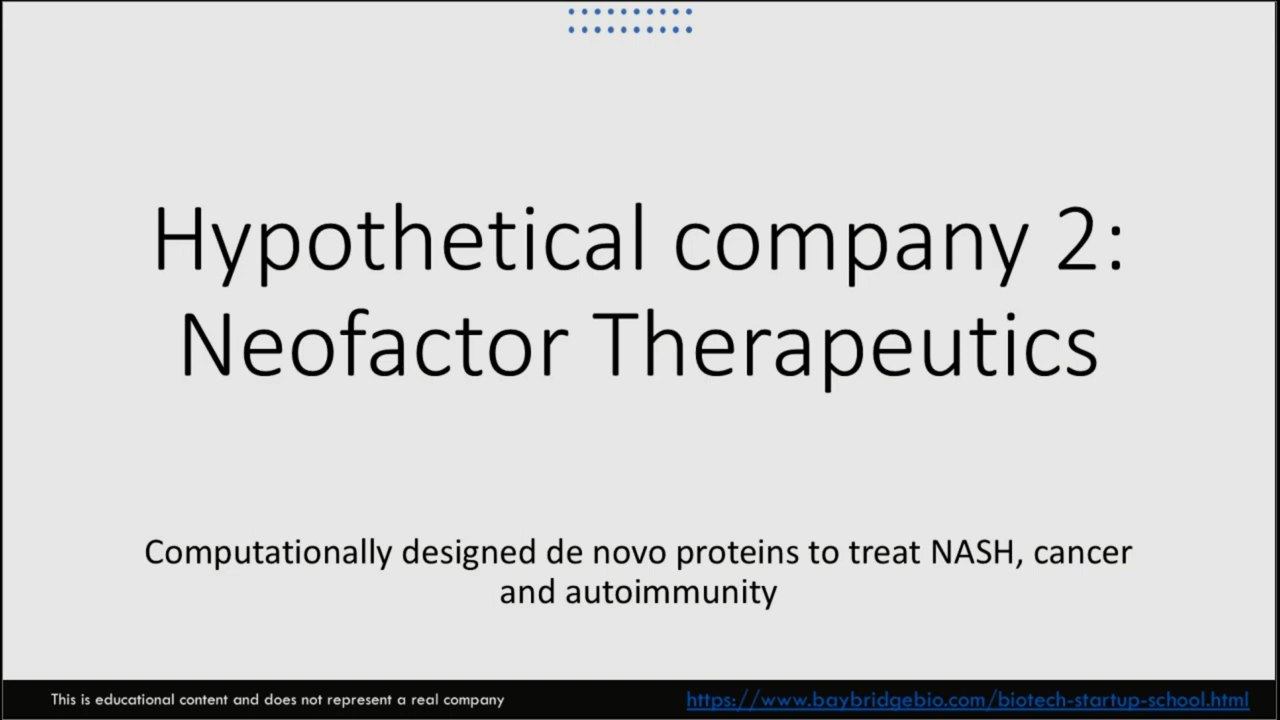 Hypothetical company 2:
Neofactor Therapeutics
Computationally designed de novo proteins to treat NASH, cancer
and autoimmunity
This is educational content and does not represent a real company
https://www.baybridgebio.com/biotech-startup-school.html